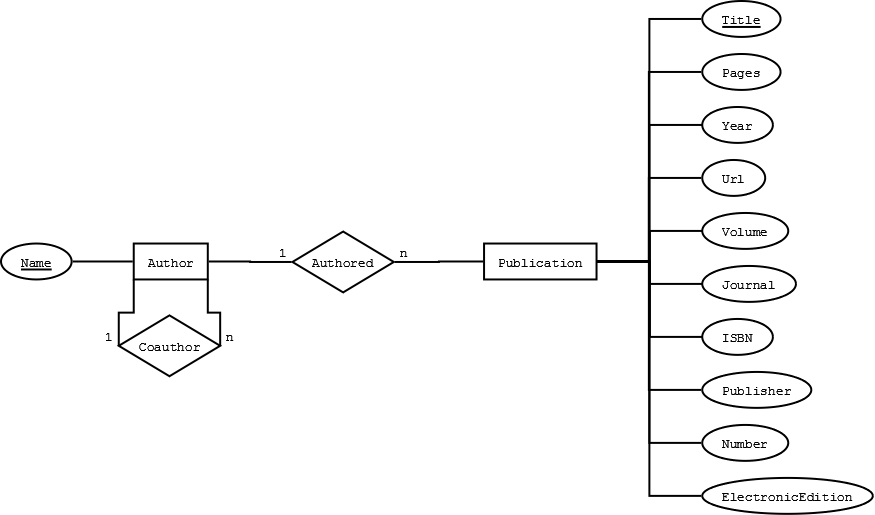 Title
Pages
Year
Url
Volume
Name
Author
1
Authored
n
Publication
Journal
1
Coauthor
n
ISBN
Publisher
Number
ElectronicEdition